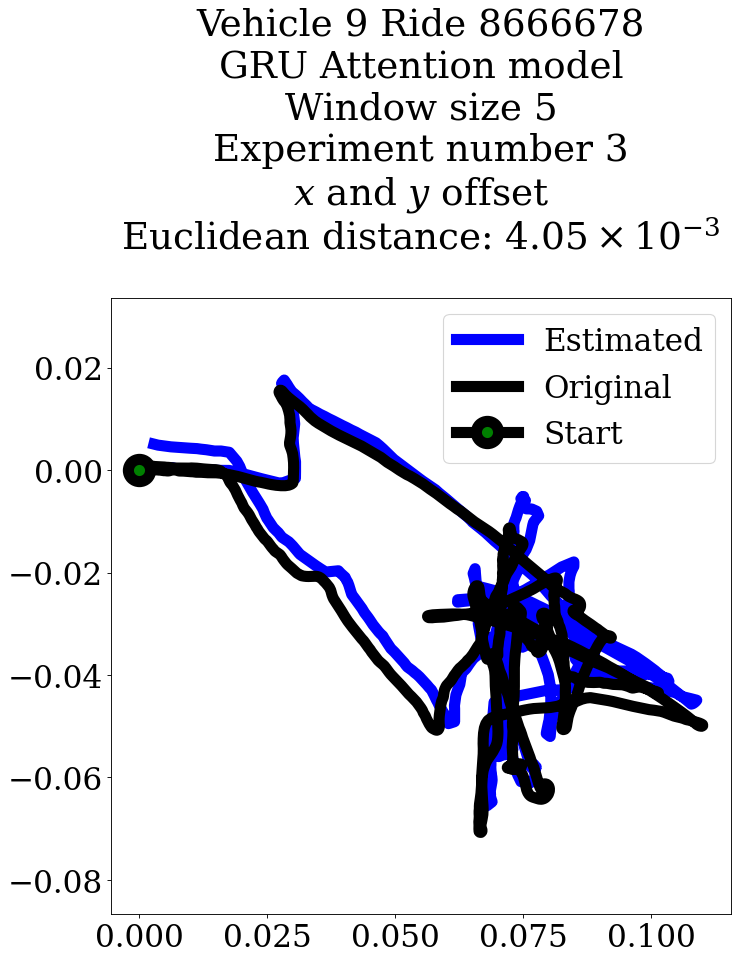 Vehicle 9 Ride 8666678
GRU Attention model
Window size 5
Experiment number 3
x and y offset
Euclidean distance: 4.05 × 10⁻³
Estimated
Original
Start
0.02
0.00
−0.02
−0.04
−0.06
−0.08
0.000 0.025 0.050 0.075 0.100